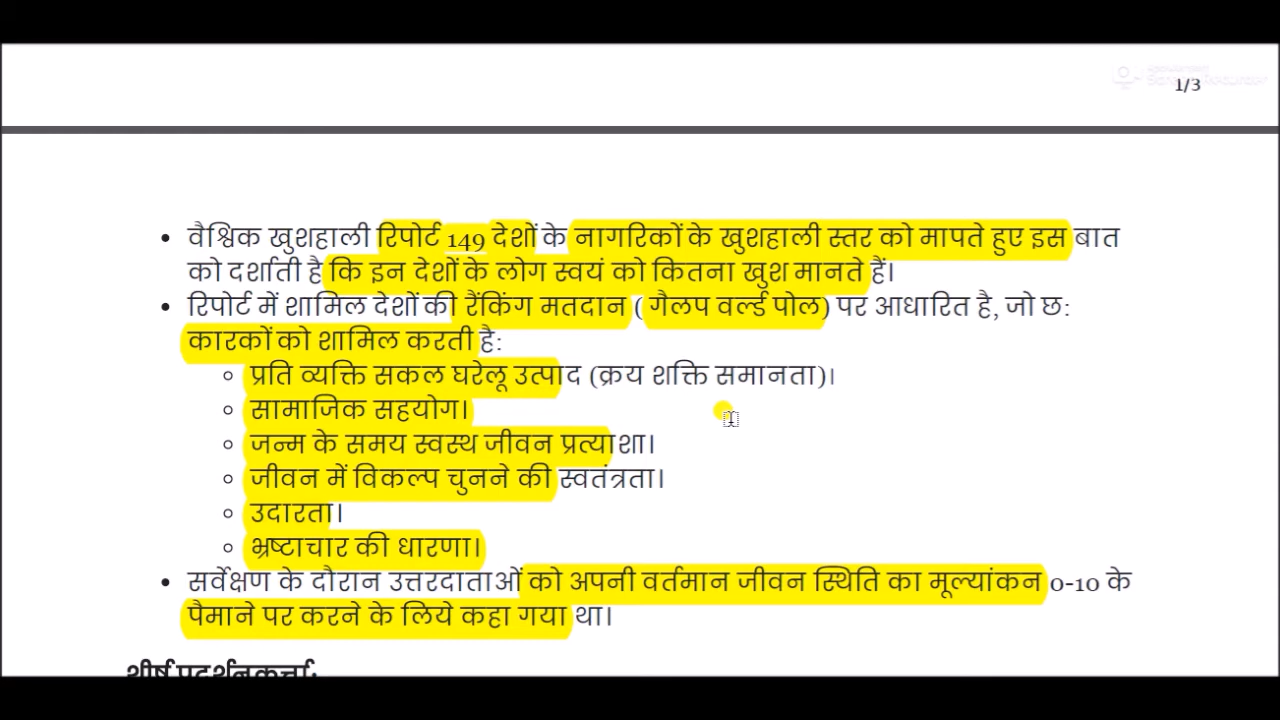 1/3
• वैश्विक खुशहाली रिपोर्ट 149 देशों के नागरिकों के खुशहाली स्तर को मापते हुए इस बात
को दर्शाती है कि इन देशों के लोग स्वयं को कितना खुश मानते हैं।
• रिपोर्ट में शामिल देशों की रैंकिंग मतदान (गैलप वर्ल्ड पोल) पर आधारित है, जो छ:
कारकों को शामिल करती है:
○ प्रति व्यक्ति सकल घरेलू उत्पाद (क्रय शक्ति समानता)।
○ सामाजिक सहयोग।
○ जन्म के समय स्वस्थ जीवन प्रत्याशा।
○ जीवन में विकल्प चुनने की स्वतंत्रता।
○ उदारता।
○ भ्रष्टाचार की धारणा।
• सर्वेक्षण के दौरान उत्तरदाताओं को अपनी वर्तमान जीवन स्थिति का मूल्यांकन 0-10 के
पैमाने पर करने के लिये कहा गया था।
शीर्ष प्रदर्शनकर्त्ता: